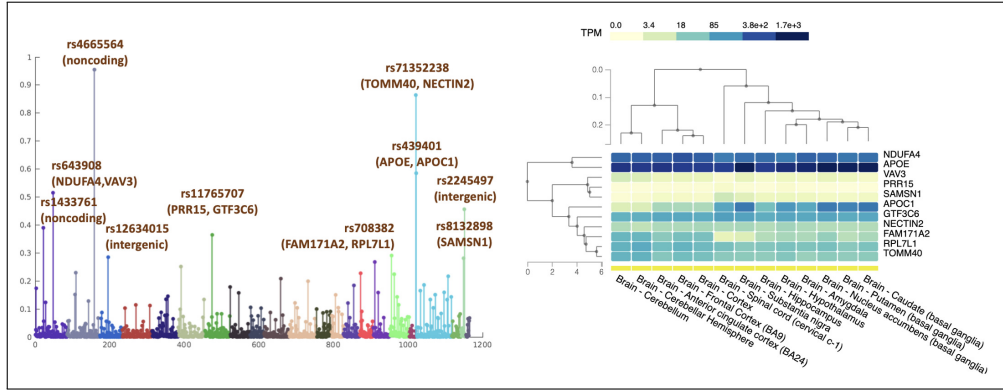 rs4665564
(noncoding)
rs71352238
(TOMM40, NECTIN2)
rs439401
(APOE, APOC1)
rs643908
(NDUFA4,VAV3)
rs1433761
(noncoding)
rs12634015
(intergenic)
rs11765707
(PRR15, GTF3C6)
rs708382
(FAM171A2, RPL7L1)
rs2245497
(intergenic)
rs8132898
(SAMSN1)
1
0.9
0.8
0.7
0.6
0.5
0.4
0.3
0.2
0.1
0
0 200 400 600 800 1000 1200
TPM
0.0 3.4 18 85 3.8e+2 1.7e+3
0.0
0.1
0.2
NDUFA4
APOE
VAV3
PRR15
SAMSN1
APOC1
GTF3C6
NECTIN2
FAM171A2
RPL7L1
TOMM40
0 1 2 3 4 5 6
Brain - Cerebellum
Brain - Cerebellar Hemisphere
Brain - Anterior cingulate cortex (BA24)
Brain - Frontal Cortex (BA9)
Brain - Cortex
Brain - Spinal cord (cervical c-1)
Brain - Substantia nigra
Brain - Hippocampus
Brain - Hypothalamus
Brain - Amygdala
Brain - Nucleus accumbens (basal ganglia)
Brain - Putamen (basal ganglia)
Brain - Caudate (basal ganglia)